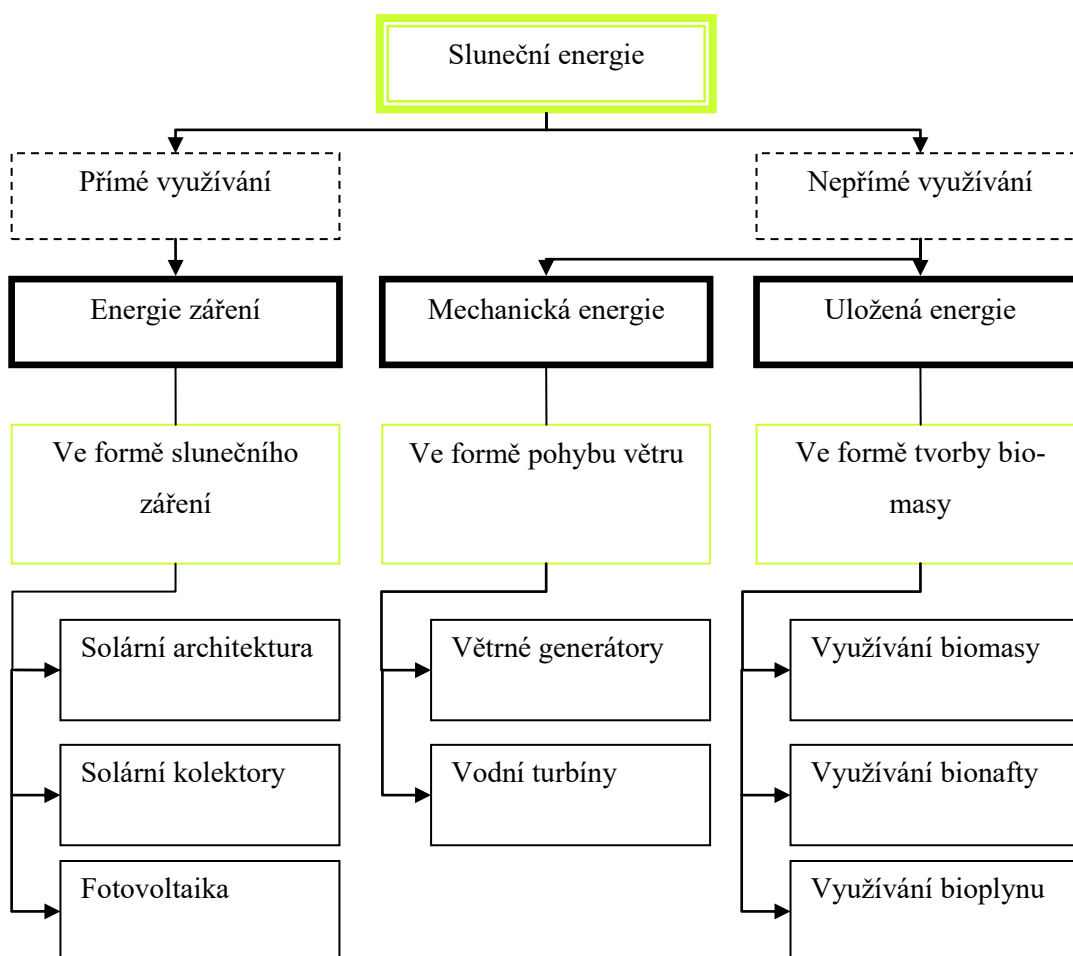 Sluneční energie
Přímé využívání
Nepřímé využívání
Energie záření
Mechanická energie
Uložená energie
Ve formě slunečního
záření
Ve formě pohybu větru
Ve formě tvorby bio-
masy
Solární architektura
Větrné generátory
Využívání biomasy
Solární kolektory
Vodní turbíny
Využívání bionafty
Fotovoltaika
Využívání bioplynu